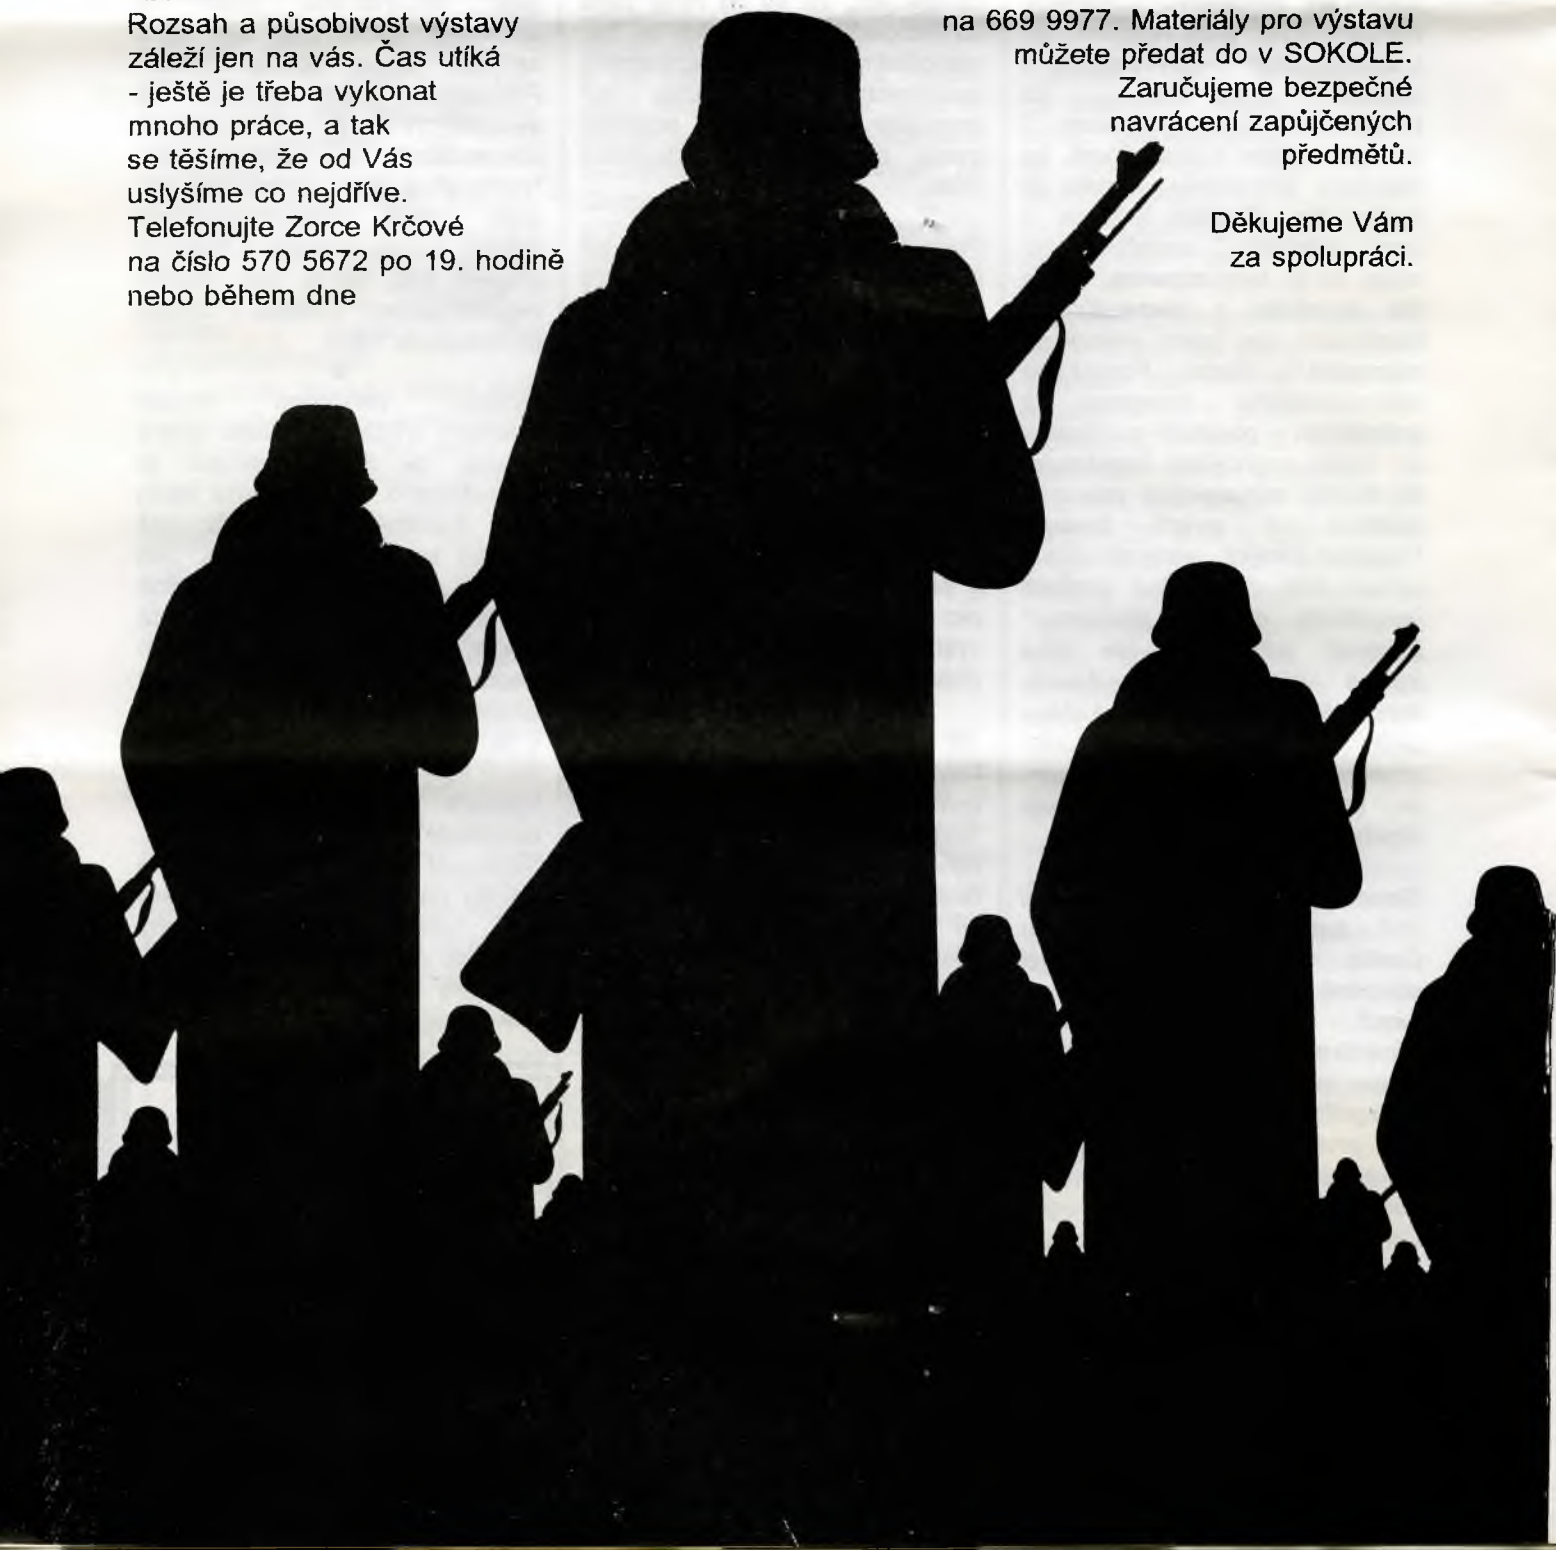 Rozsah a působivost výstavy
záleží jen na vás. Čas utíká
- ještě je třeba vykonat
mnoho práce, a tak
se těšíme, že od Vás
uslyšíme co nejdříve.
Telefonujte Zorce Krčové
na číslo 570 5672 po 19. hodině
nebo během dne
na 669 9977. Materiály pro výstavu
můžete předat do v SOKOLE.
Zaručujeme bezpečné
navrácení zapůjčených
předmětů.
Děkujeme Vám
za spolupráci.